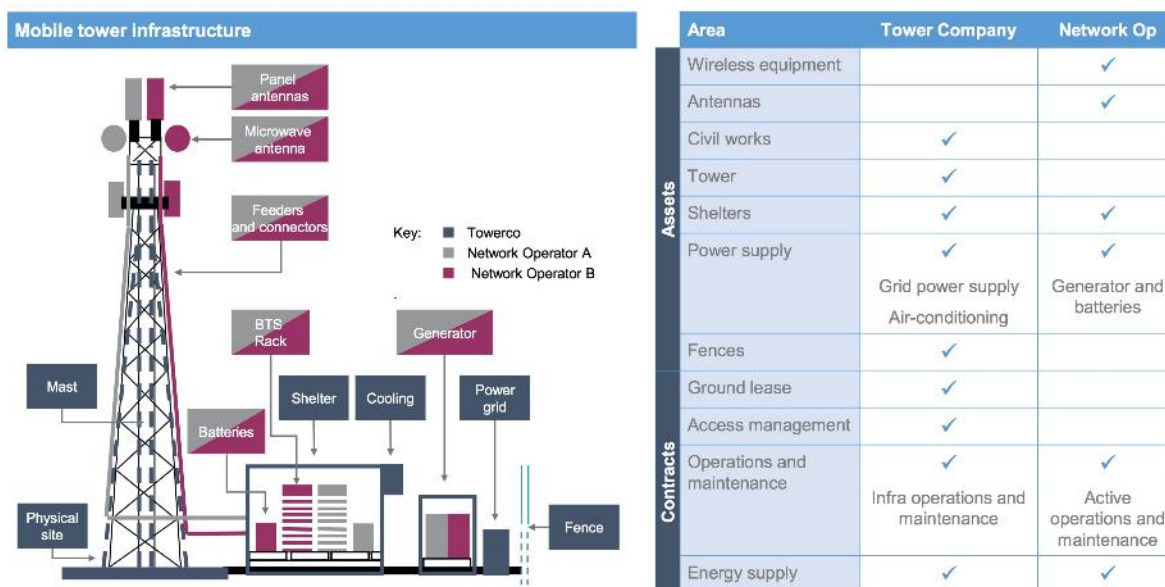 Mobile tower infrastructure
Panel
antennas
Microwave
antenna
Feeders
and connectors
Key:
Towerco
Network Operator A
Network Operator B
.
BTS
Rack
Generator
Mast
Shelter
Cooling
Power
grid
Batteries
Physical
site
Fence
Area Tower Company Network Op
Assets
Wireless equipment ✓
Antennas ✓
Civil works ✓
Tower ✓
Shelters ✓ ✓
Power supply ✓ ✓
Grid power supply
Air-conditioning
Generator and
batteries
Fences ✓
Contracts
Ground lease ✓
Access management ✓
Operations and
maintenance
✓ ✓
Infra operations and
maintenance
Active
operations and
maintenance
Energy supply ✓ ✓